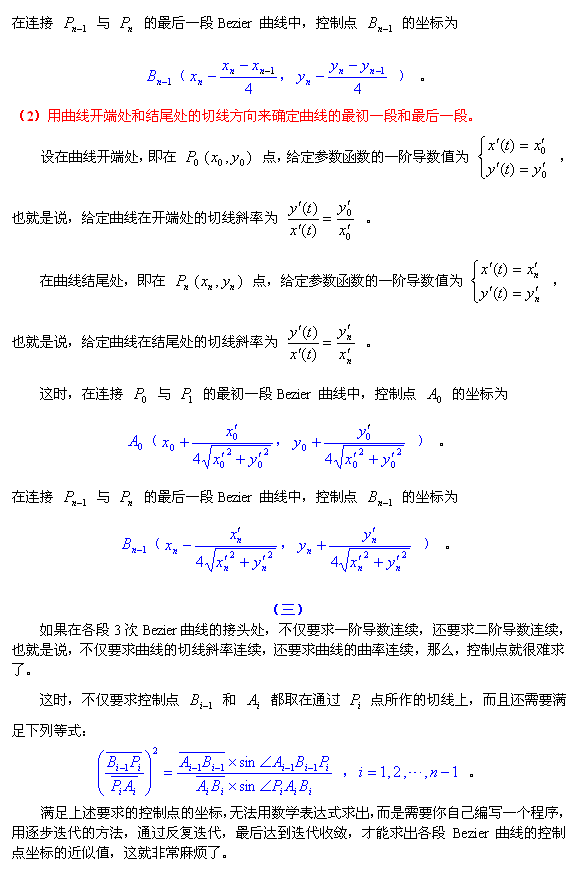 在连接 P_{n-1} 与 P_n 的最后一段 Bezier 曲线中，控制点 B_{n-1} 的坐标为
B_{n-1}（x_n - \frac{x_n - x_{n-1}}{4}，y_n - \frac{y_n - y_{n-1}}{4}）。
（2）用曲线开端处和结尾处的切线方向来确定曲线的最初一段和最后一段。
设在曲线开端处，即在 P_0 (x_0, y_0) 点，给定参数函数的一阶导数值为 \begin{cases} x'(t) = x'_0 \\ y'(t) = y'_0 \end{cases}，
也就是说，给定曲线在开端处的切线斜率为 \frac{y'(t)}{x'(t)} = \frac{y'_0}{x'_0}。
在曲线结尾处，即在 P_n (x_n, y_n) 点，给定参数函数的一阶导数值为 \begin{cases} x'(t) = x'_n \\ y'(t) = y'_n \end{cases}，
也就是说，给定曲线在结尾处的切线斜率为 \frac{y'(t)}{x'(t)} = \frac{y'_n}{x'_n}。
这时，在连接 P_0 与 P_1 的最初一段 Bezier 曲线中，控制点 A_0 的坐标为
A_0（x_0 + \frac{x'_0}{4\sqrt{x'^2_0 + y'^2_0}}，y_0 + \frac{y'_0}{4\sqrt{x'^2_0 + y'^2_0}}）。
在连接 P_{n-1} 与 P_n 的最后一段 Bezier 曲线中，控制点 B_{n-1} 的坐标为
B_{n-1}（x_n - \frac{x'_n}{4\sqrt{x'^2_n + y'^2_n}}，y_n + \frac{y'_n}{4\sqrt{x'^2_n + y'^2_n}}）。
（三）
如果在各段 3 次 Bezier 曲线的接头处，不仅要求一阶导数连续，还要求二阶导数连续，
也就是说，不仅要求曲线的切线斜率连续，还要求曲线的曲率连续，那么，控制点就很难求
了。
这时，不仅要求控制点 B_{i-1} 和 A_i 都取在通过 P_i 点所作的切线上，而且还需要满
足下列等式：
\left(\frac{\overline{B_{i-1}P_i}}{\overline{P_iA_i}}\right)^2 = \frac{\overline{A_{i-1}B_{i-1}} × \sin∠A_{i-1}B_{i-1}P_i}{\overline{A_iB_i} × \sin∠P_iA_iB_i}，i = 1, 2, ⋯, n-1 。
满足上述要求的控制点的坐标，无法用数学表达式求出，而是需要你自己编写一个程序，
用逐步迭代的方法，通过反复迭代，最后达到迭代收敛，才能求出各段 Bezier 曲线的控制
点坐标的近似值，这就非常麻烦了。